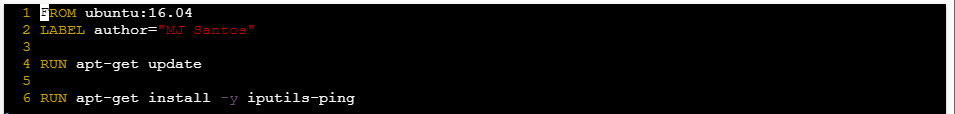 1 FROM ubuntu:16.04
2 LABEL author="MJ Santos"
3
4 RUN apt-get update
5
6 RUN apt-get install -y iputils-ping